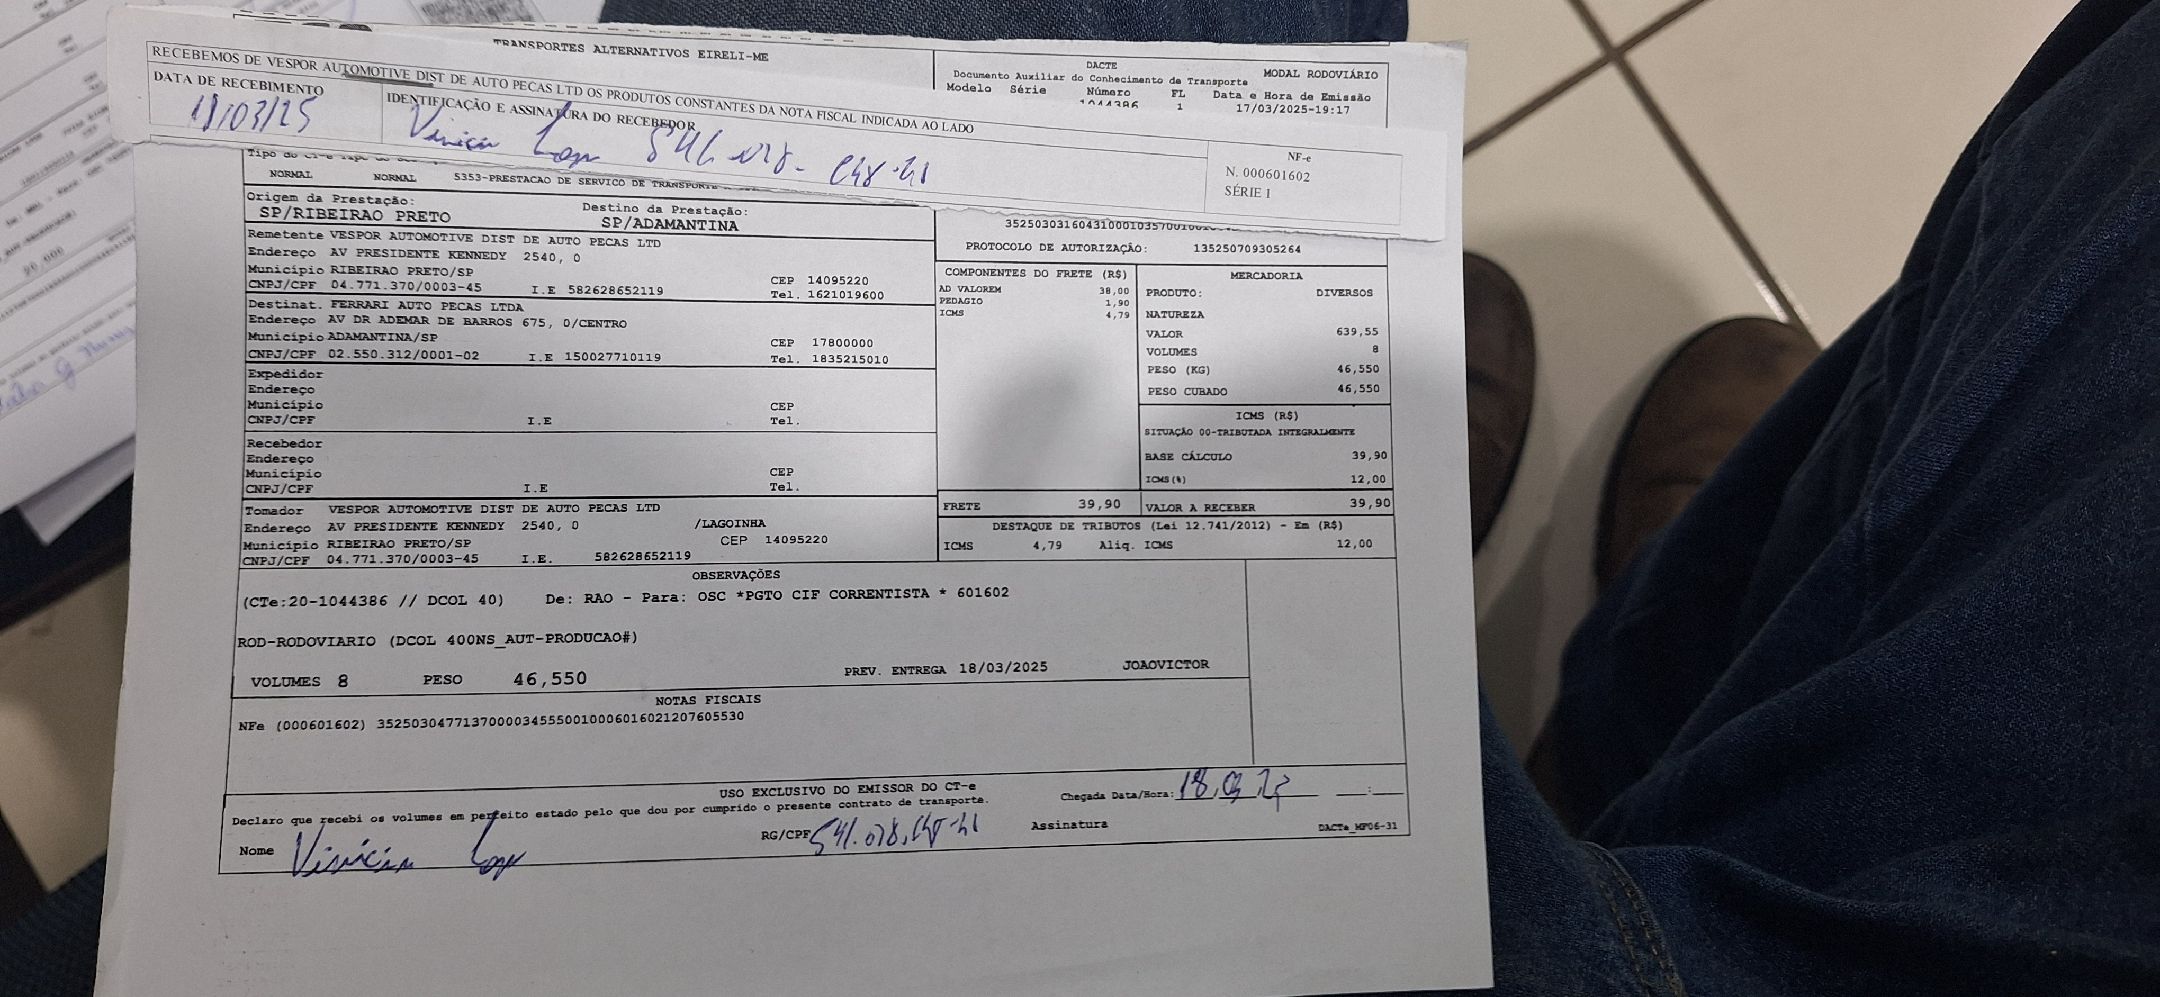 TRANSPORTES ALTERNATIVOS EIRELI-ME
DACTE
Documento Auxiliar do Conhecimento de Transporte
MODAL RODOVIÁRIO
Modelo Série Número FL Data e Hora de Emissão
1044386 1 17/03/2025-19:17
RECEBEMOS DE VESPOR AUTOMOTIVE DIST DE AUTO PECAS LTD OS PRODUTOS CONSTANTES DA NOTA FISCAL INDICADA AO LADO
DATA DE RECEBIMENTO
IDENTIFICAÇÃO E ASSINATURA DO RECEBEDOR
NF-e
N. 000601602
SÉRIE 1
NORMAL NORMAL 5353-PRESTACAO DE SERVICO DE TRANSPORTE
Origem da Prestação:
SP/RIBEIRAO PRETO
Destino da Prestação:
SP/ADAMANTINA
Remetente VESPOR AUTOMOTIVE DIST DE AUTO PECAS LTD
Endereço AV PRESIDENTE KENNEDY 2540, 0
Município RIBEIRAO PRETO/SP CEP 14095220
CNPJ/CPF 04.771.370/0003-45 I.E 582628652119 Tel. 1621019600
Destinat. FERRARI AUTO PECAS LTDA
Endereço AV DR ADEMAR DE BARROS 675, 0/CENTRO
Município ADAMANTINA/SP CEP 17800000
CNPJ/CPF 02.550.312/0001-02 I.E 150027710119 Tel. 1835215010
Expedidor
Endereço
Município CEP
CNPJ/CPF I.E Tel.
Recebedor
Endereço
Município CEP
CNPJ/CPF I.E Tel.
Tomador VESPOR AUTOMOTIVE DIST DE AUTO PECAS LTD
Endereço AV PRESIDENTE KENNEDY 2540, 0 /LAGOINHA
Município RIBEIRAO PRETO/SP CEP 14095220
CNPJ/CPF 04.771.370/0003-45 I.E. 582628652119
PROTOCOLO DE AUTORIZAÇÃO: 135250709305264
COMPONENTES DO FRETE (R$)
AD VALOREM 38,00
PEDAGIO 1,90
ICMS 4,79
MERCADORIA
PRODUTO: DIVERSOS
NATUREZA
VALOR 639,55
VOLUMES 8
PESO (KG) 46,550
PESO CUBADO 46,550
ICMS (R$)
SITUAÇÃO 00-TRIBUTADA INTEGRALMENTE
BASE CÁLCULO 39,90
ICMS(%) 12,00
FRETE 39,90
VALOR A RECEBER 39,90
DESTAQUE DE TRIBUTOS (Lei 12.741/2012) - Em (R$)
ICMS 4,79 Aliq. ICMS 12,00
OBSERVAÇÕES
(CTe:20-1044386 // DCOL 40) De: RAO - Para: OSC *PGTO CIF CORRENTISTA * 601602
ROD-RODOVIARIO (DCOL 400NS_AUT-PRODUCAO#)
VOLUMES 8 PESO 46,550 PREV. ENTREGA 18/03/2025 JOAOVICTOR
NOTAS FISCAIS
NFe (000601602) 35250304771370000345550010006016021207605530
USO EXCLUSIVO DO EMISSOR DO CT-e
Declaro que recebi os volumes em perfeito estado pelo que dou por cumprido o presente contrato de transporte.
Chegada Data/Hora:
Nome RG/CPF Assinatura
DACTe_MF06-31